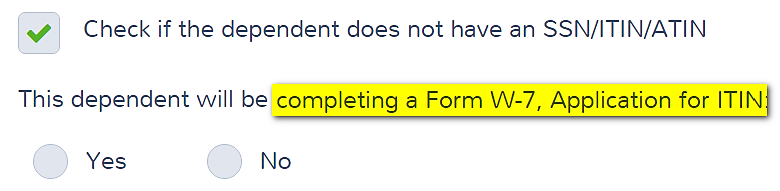 Check if the dependent does not have an SSN/ITIN/ATIN
This dependent will be completing a Form W-7, Application for ITIN:
Yes No